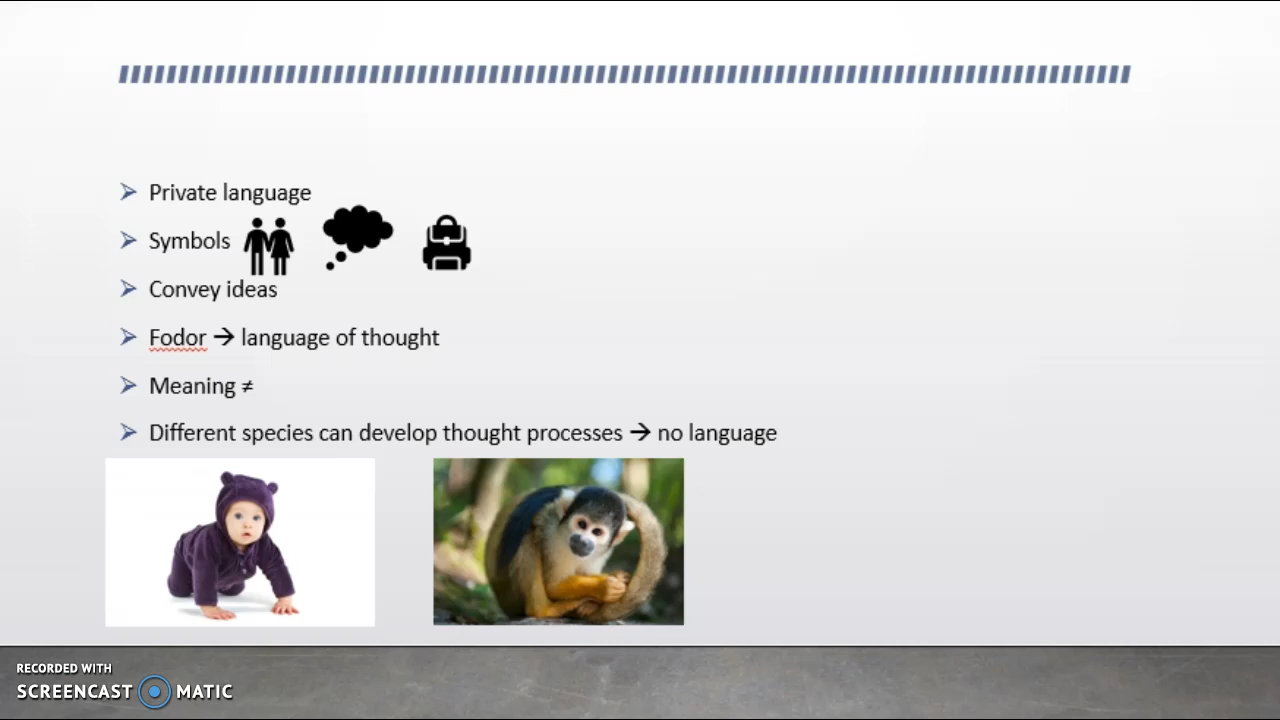 Private language
Symbols
Convey ideas
Fodor → language of thought
Meaning ≠
Different species can develop thought processes → no language
RECORDED WITH
SCREENCAST MATIC